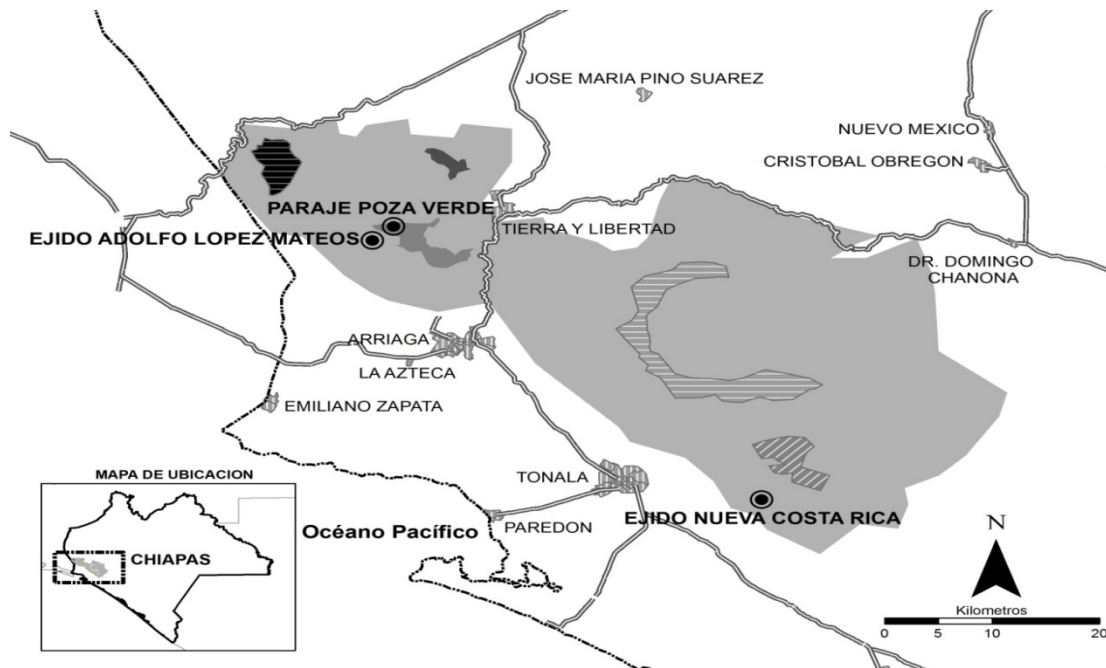 JOSE MARIA PINO SUAREZ
NUEVO MEXICO
CRISTOBAL OBREGON
PARAJE POZA VERDE
TIERRA Y LIBERTAD
EJIDO ADOLFO LOPEZ MATEOS
DR. DOMINGO
CHANONA
ARRIAGA
LA AZTECA
EMILIANO ZAPATA
MAPA DE UBICACION
TONALA
EJIDO NUEVA COSTA RICA
PAREDON
Océano Pacífico
CHIAPAS
N
Kilometros
0 5 10 20